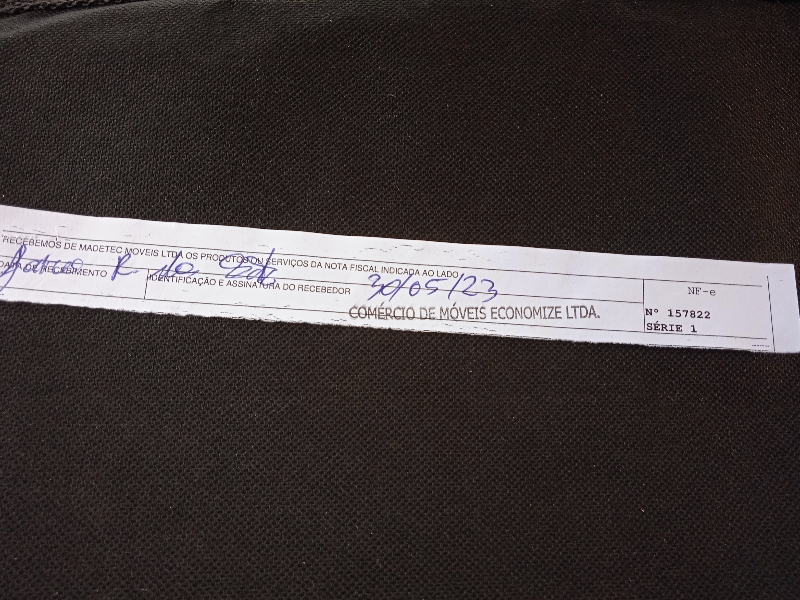 RECEBEMOS DE MADETEC MOVEIS LTDA OS PRODUTOS OU SERVIÇOS DA NOTA FISCAL INDICADA AO LADO
DATA DE RECEBIMENTO
IDENTIFICAÇÃO E ASSINATURA DO RECEBEDOR
30/05/23
COMÉRCIO DE MÓVEIS ECONOMIZE LTDA.
NF-e
Nº 157822
SÉRIE 1